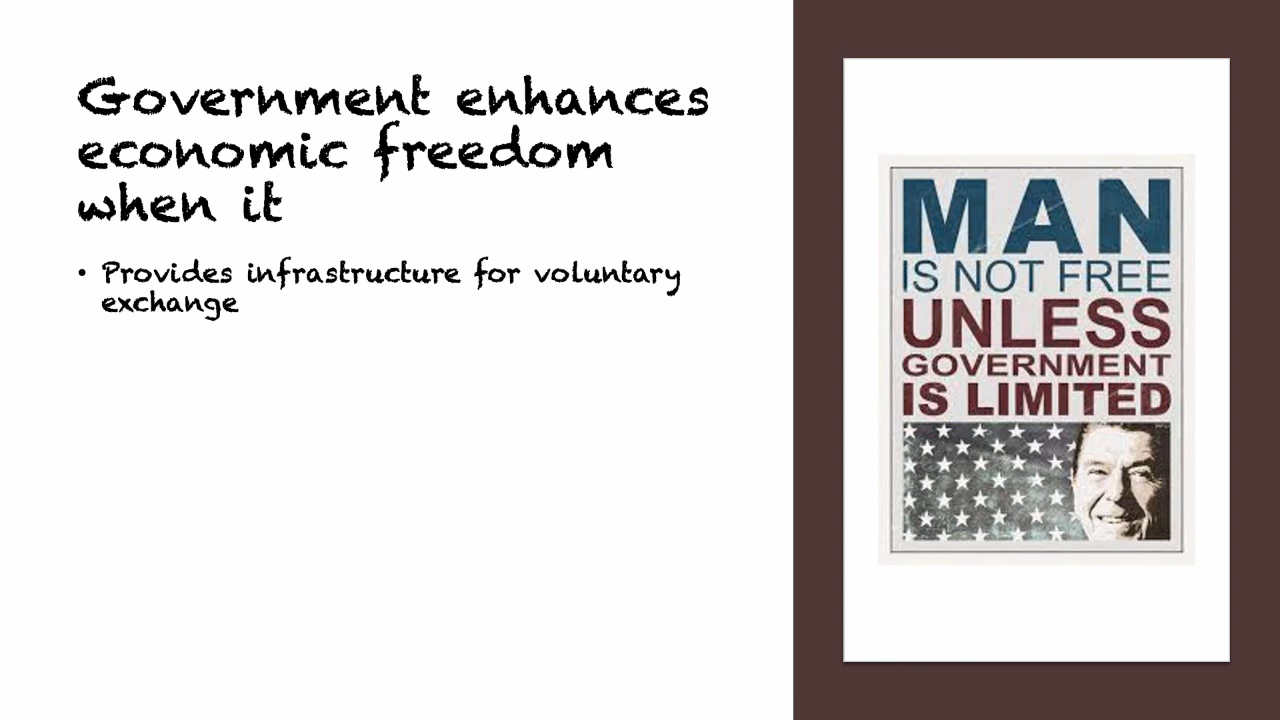 Government enhances
economic freedom
when it
• Provides infrastructure for voluntary
exchange
MAN
IS NOT FREE
UNLESS
GOVERNMENT
IS LIMITED